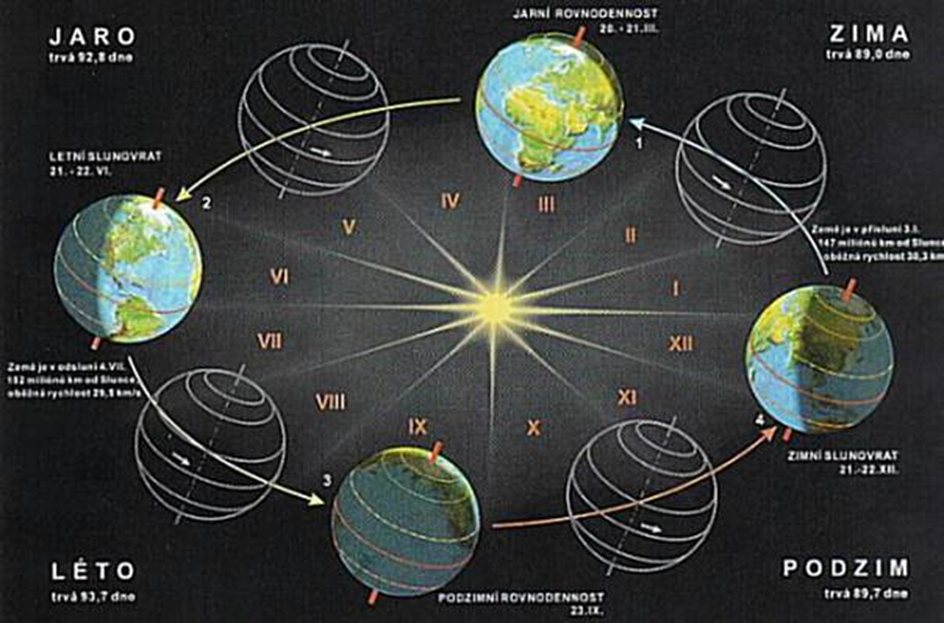 JARO
trvá 92,8 dne
JARNÍ ROVNODENNOST
20. - 21.III.
ZIMA
trvá 89,0 dne
LETNÍ SLUNOVRAT
21. - 22. VI.
1
2
III
IV
V
II
VI
I
VII
XII
VIII
XI
IX
X
Země je v přísluní 3.I.
147 miliónů km od Slunce
oběžná rychlost 30,3 km
Země je v odsluní 4.VII.
152 miliónů km od Slunce,
oběžná rychlost 29,5 km/s
3
4
ZIMNÍ SLUNOVRAT
21.-22.XII.
LÉTO
trvá 93,7 dne
PODZIMNÍ ROVNODENNOST
23.IX.
PODZIM
trvá 89,7 dne